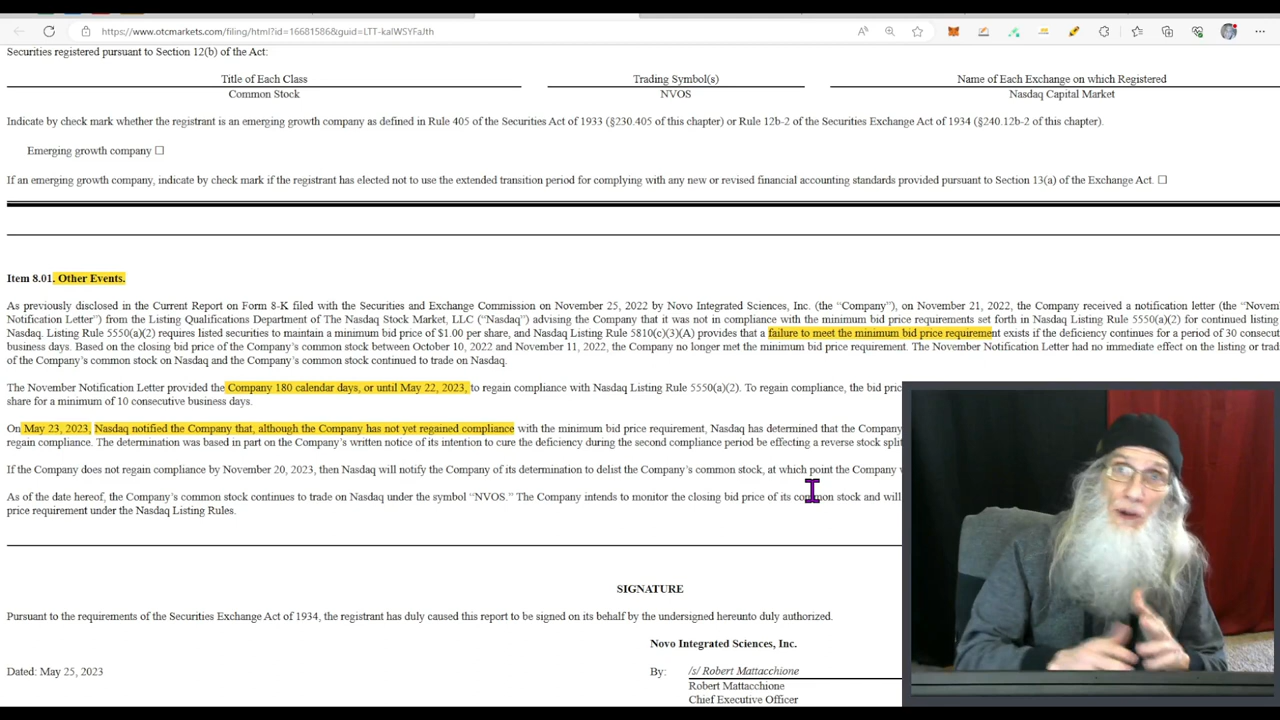 https://www.otcmarkets.com/filing/html?id=16681586&guid=LTT-kalWSYFaJth
Securities registered pursuant to Section 12(b) of the Act:
Title of Each Class Trading Symbol(s) Name of Each Exchange on which Registered
Common Stock NVOS Nasdaq Capital Market
Indicate by check mark whether the registrant is an emerging growth company as defined in Rule 405 of the Securities Act of 1933 (§230.405 of this chapter) or Rule 12b-2 of the Securities Exchange Act of 1934 (§240.12b-2 of this chapter).
Emerging growth company ☐
If an emerging growth company, indicate by check mark if the registrant has elected not to use the extended transition period for complying with any new or revised financial accounting standards provided pursuant to Section 13(a) of the Exchange Act. ☐
Item 8.01. Other Events.
As previously disclosed in the Current Report on Form 8-K filed with the Securities and Exchange Commission on November 25, 2022 by Novo Integrated Sciences, Inc. (the “Company”), on November 21, 2022, the Company received a notification letter (the “Novem
Notification Letter”) from the Listing Qualifications Department of The Nasdaq Stock Market, LLC (“Nasdaq”) advising the Company that it was not in compliance with the minimum bid price requirements set forth in Nasdaq Listing Rule 5550(a)(2) for continued listing
Nasdaq. Listing Rule 5550(a)(2) requires listed securities to maintain a minimum bid price of $1.00 per share, and Nasdaq Listing Rule 5810(c)(3)(A) provides that a failure to meet the minimum bid price requirement exists if the deficiency continues for a period of 30 consecut
business days. Based on the closing bid price of the Company’s common stock between October 10, 2022 and November 11, 2022, the Company no longer met the minimum bid price requirement. The November Notification Letter had no immediate effect on the listing or trad
of the Company’s common stock on Nasdaq and the Company’s common stock continued to trade on Nasdaq.
The November Notification Letter provided the Company 180 calendar days, or until May 22, 2023, to regain compliance with Nasdaq Listing Rule 5550(a)(2). To regain compliance, the bid pric
share for a minimum of 10 consecutive business days.
On May 23, 2023, Nasdaq notified the Company that, although the Company has not yet regained compliance with the minimum bid price requirement, Nasdaq has determined that the Company
regain compliance. The determination was based in part on the Company’s written notice of its intention to cure the deficiency during the second compliance period be effecting a reverse stock split
If the Company does not regain compliance by November 20, 2023, then Nasdaq will notify the Company of its determination to delist the Company’s common stock, at which point the Company
As of the date hereof, the Company’s common stock continues to trade on Nasdaq under the symbol “NVOS.” The Company intends to monitor the closing bid price of its common stock and will
price requirement under the Nasdaq Listing Rules.
SIGNATURE
Pursuant to the requirements of the Securities Exchange Act of 1934, the registrant has duly caused this report to be signed on its behalf by the undersigned hereunto duly authorized.
Novo Integrated Sciences, Inc.
Dated: May 25, 2023 By: /s/ Robert Mattacchione
Robert Mattacchione
Chief Executive Officer